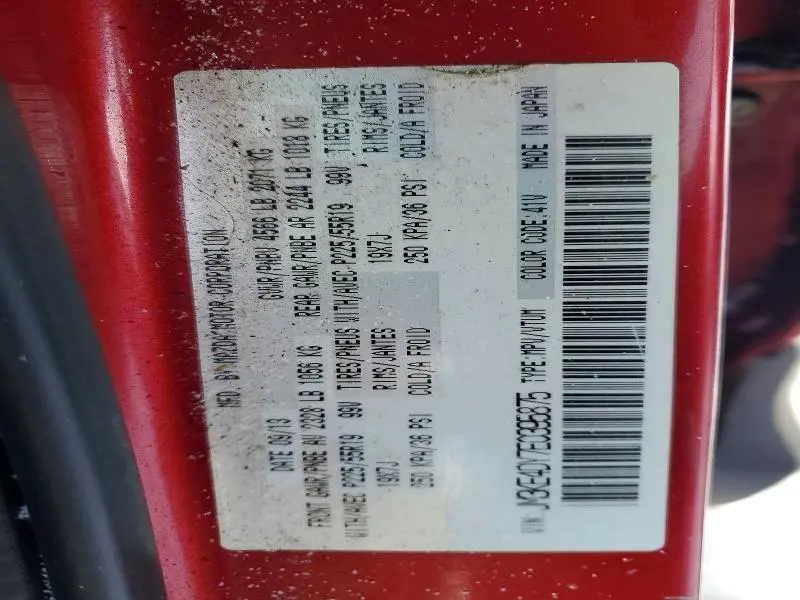 MFD. BY MAZDA MOTOR CORPORATION
DATE 09/13 GVWR/PNBV 4566 LB 2071 KG
FRONT GAWR/PNBE AV 2328 LB 1056 KG REAR GAWR/PNBE AR 2244 LB 1018 KG
WITH/AVEC P225/55R19 99V TIRES/PNEUS WITH/AVEC P225/55R19 99V TIRES/PNEUS
19X7J RIMS/JANTES 19X7J RIMS/JANTES
250 KPA/36 PSI COLD/A FROID 250 KPA/36 PSI COLD/A FROID
VIN: JM3KE4DY7E0395875 TYPE:MPV/VTUM COLOR CODE:41V MADE IN JAPAN